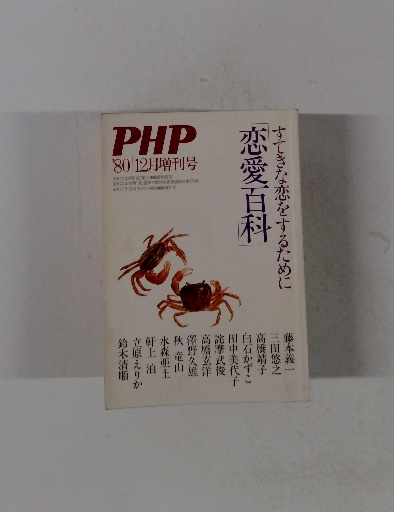 PHP
'80/12月増刊号
すてきな恋をするために
「恋愛百科」
藤本義一
三田悠之
高橋靖子
白石かずこ
田中美代子
詫摩武俊
高橋玄洋
澤野久雄
秋竜山
水森亜土
軒上泊
立原えりか
鈴木清順